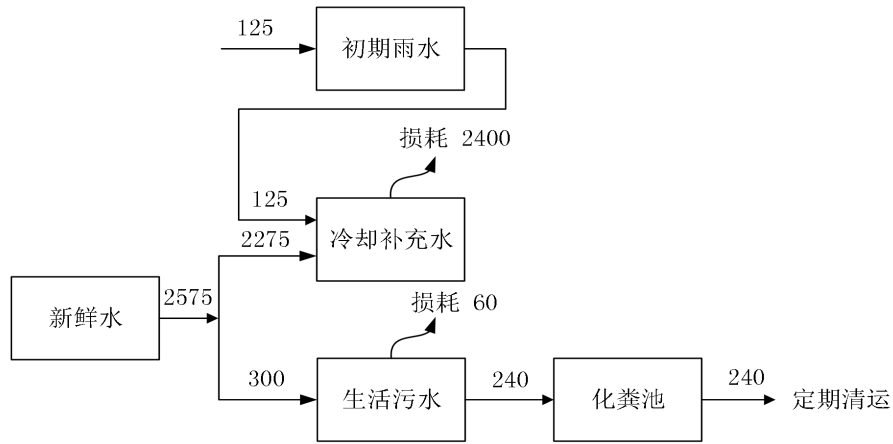 125
初期雨水
损耗 2400
125
冷却补充水
2275
新鲜水
2575
损耗 60
300
生活污水
240
化粪池
240
定期清运